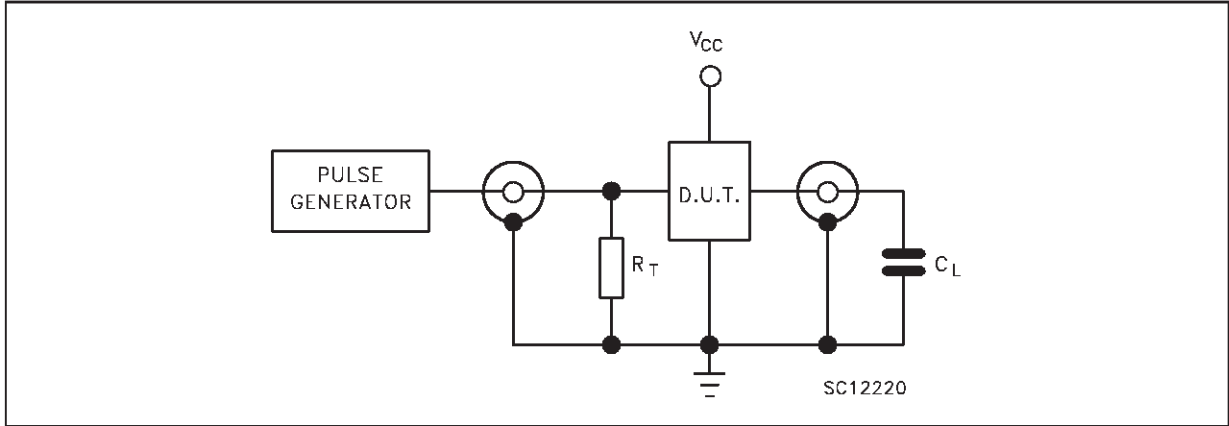 VCC
PULSE
GENERATOR
D.U.T.
RT
CL
SC12220